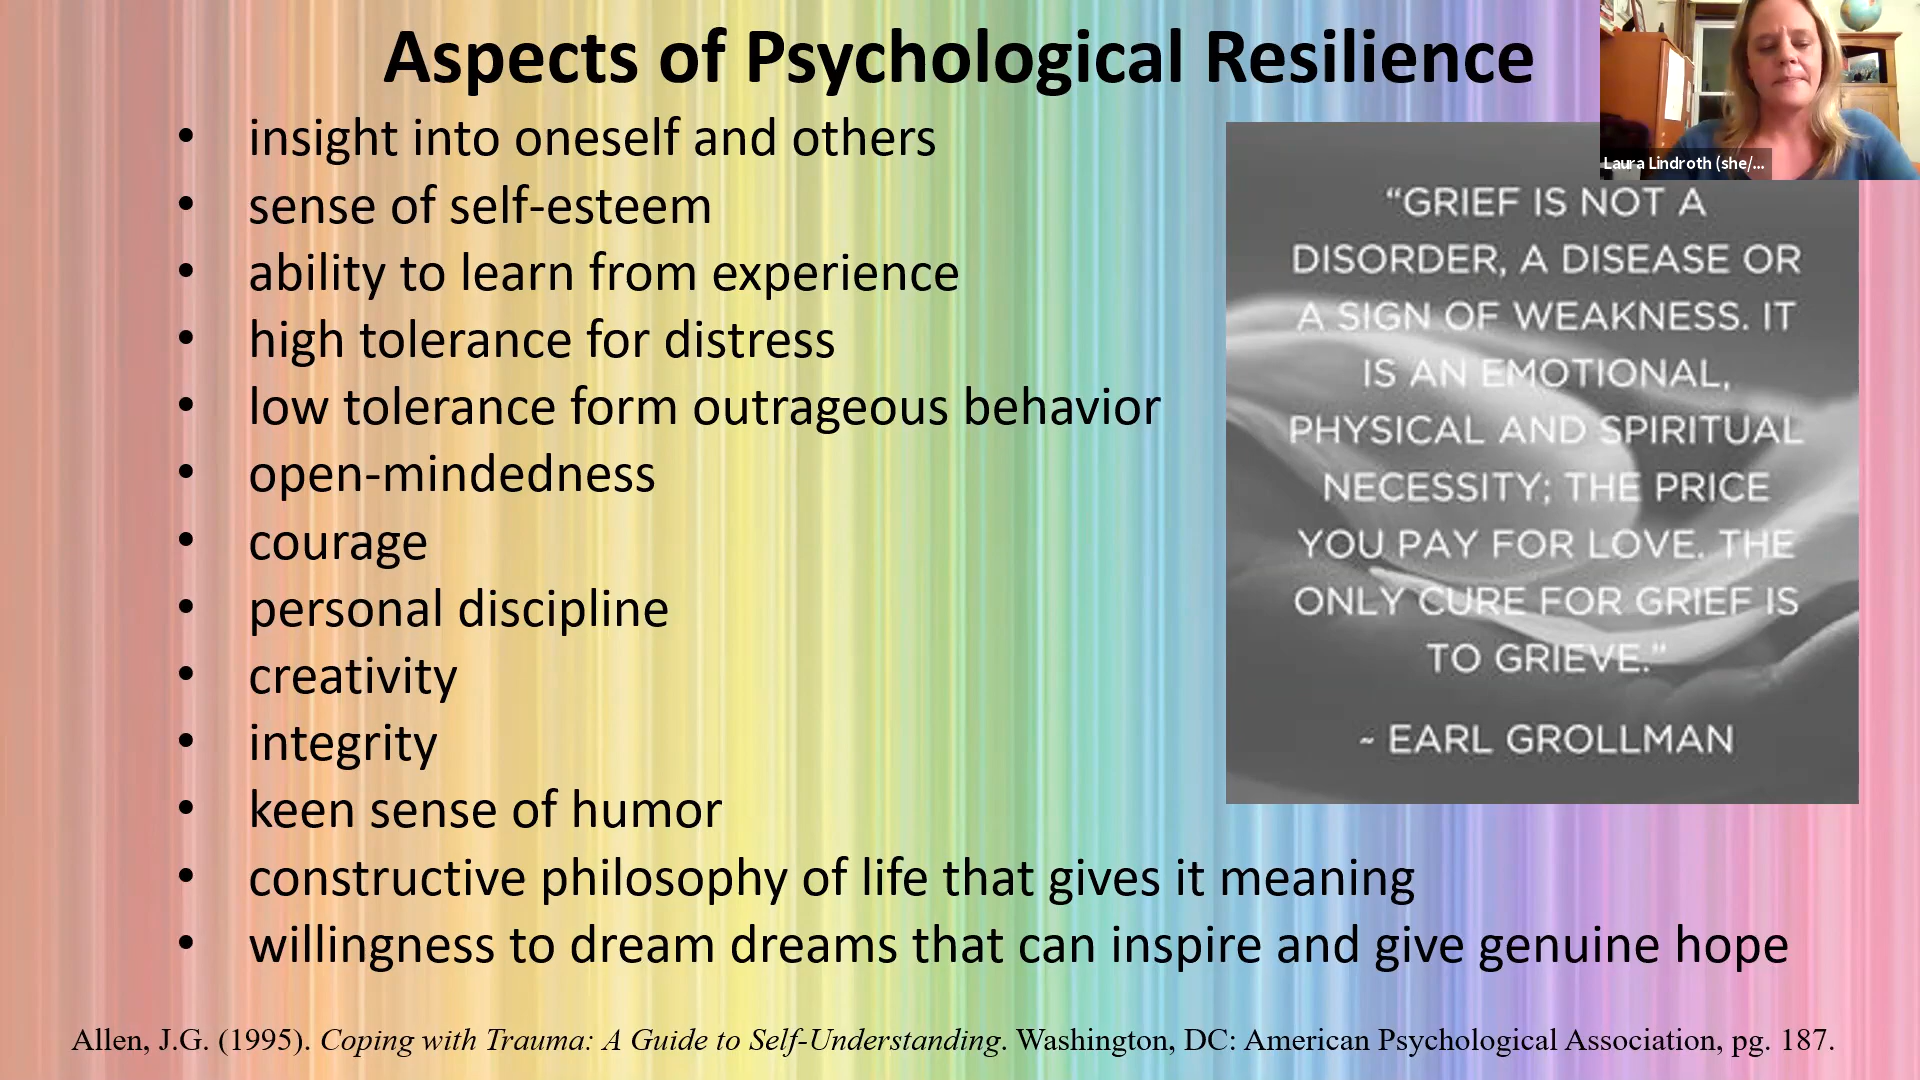 Aspects of Psychological Resilience
• insight into oneself and others
• sense of self-esteem
• ability to learn from experience
• high tolerance for distress
• low tolerance form outrageous behavior
• open-mindedness
• courage
• personal discipline
• creativity
• integrity
• keen sense of humor
• constructive philosophy of life that gives it meaning
• willingness to dream dreams that can inspire and give genuine hope
Laura Lindroth (she/...
“GRIEF IS NOT A
DISORDER, A DISEASE OR
A SIGN OF WEAKNESS. IT
IS AN EMOTIONAL,
PHYSICAL AND SPIRITUAL
NECESSITY; THE PRICE
YOU PAY FOR LOVE. THE
ONLY CURE FOR GRIEF IS
TO GRIEVE.”
~ EARL GROLLMAN
Allen, J.G. (1995). Coping with Trauma: A Guide to Self-Understanding. Washington, DC: American Psychological Association, pg. 187.